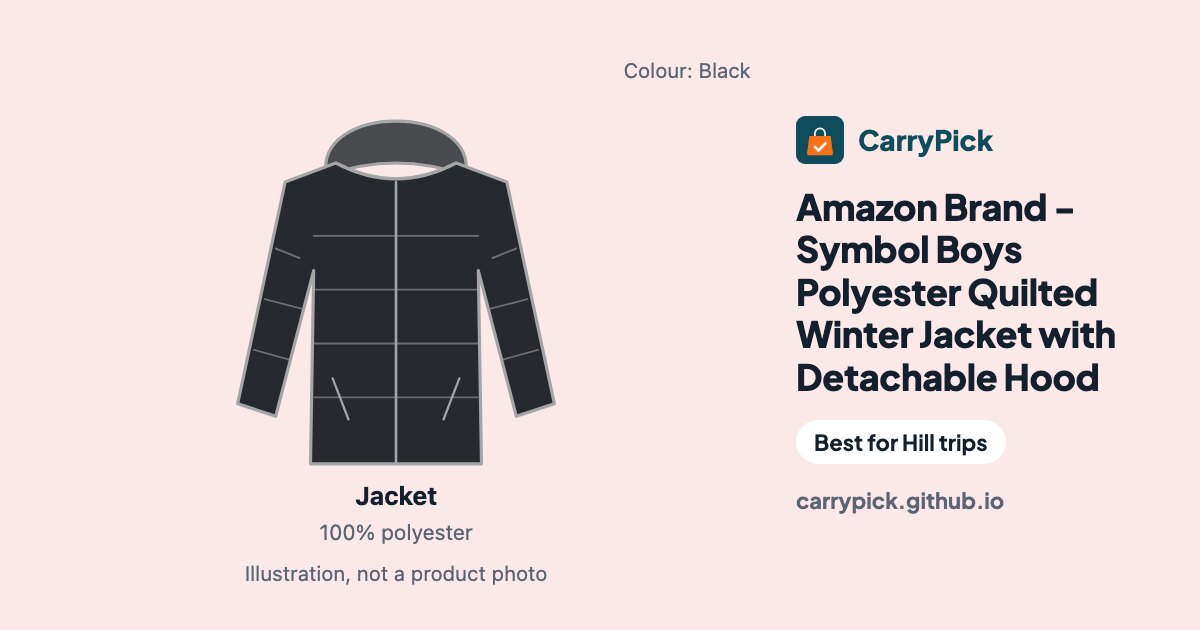 Colour: Black
CarryPick
Amazon Brand –
Symbol Boys
Polyester Quilted
Winter Jacket with
Detachable Hood
Best for Hill trips
carrypick.github.io
Jacket
100% polyester
Illustration, not a product photo